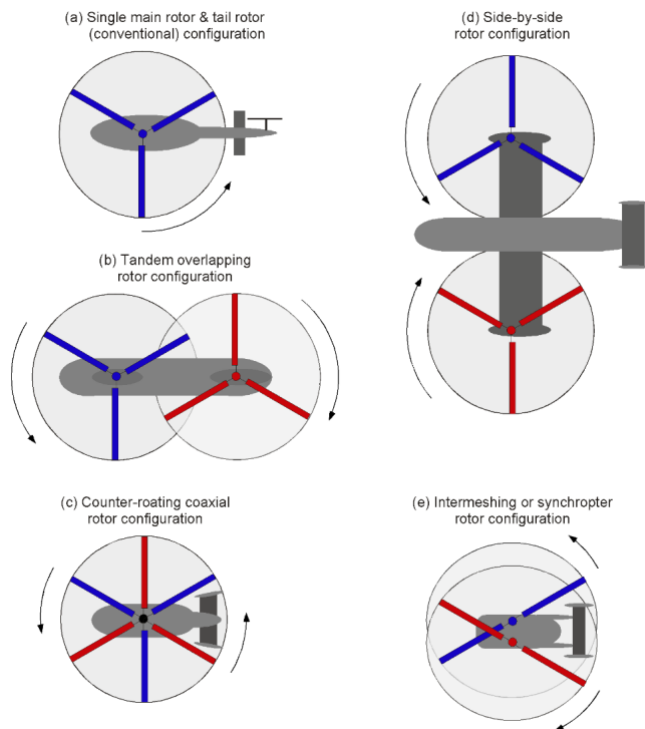 (a) Single main rotor & tail rotor
(conventional) configuration
(b) Tandem overlapping
rotor configuration
(c) Counter-roating coaxial
rotor configuration
(d) Side-by-side
rotor configuration
(e) Intermeshing or synchropter
rotor configuration